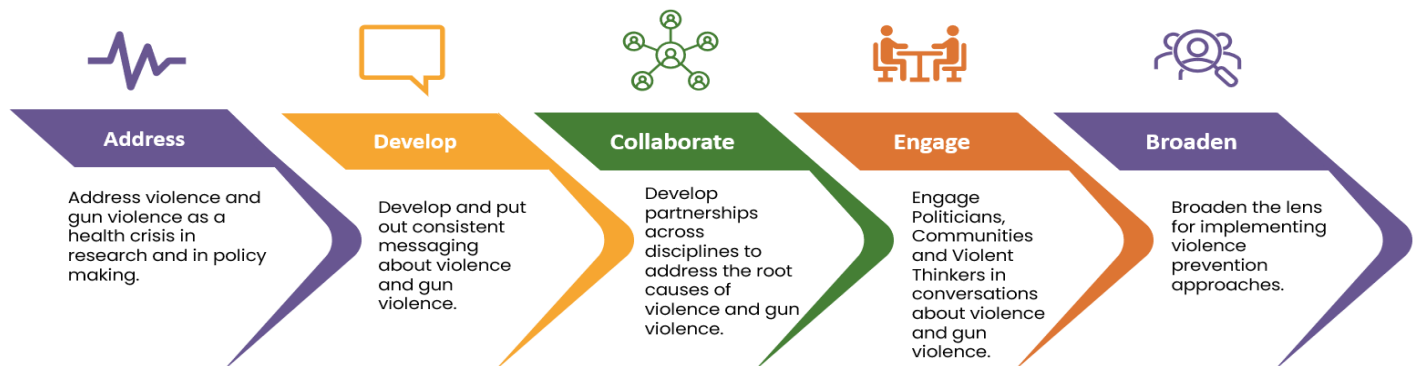 Address
Address violence and
gun violence as a
health crisis in
research and in policy
making.
Develop
Develop and put
out consistent
messaging
about violence
and gun
violence.
Collaborate
Develop
partnerships
across
disciplines to
address the root
causes of
violence and gun
violence.
Engage
Engage
Politicians,
Communities
and Violent
Thinkers in
conversations
about violence
and gun
violence.
Broaden
Broaden the lens
for implementing
violence
prevention
approaches.